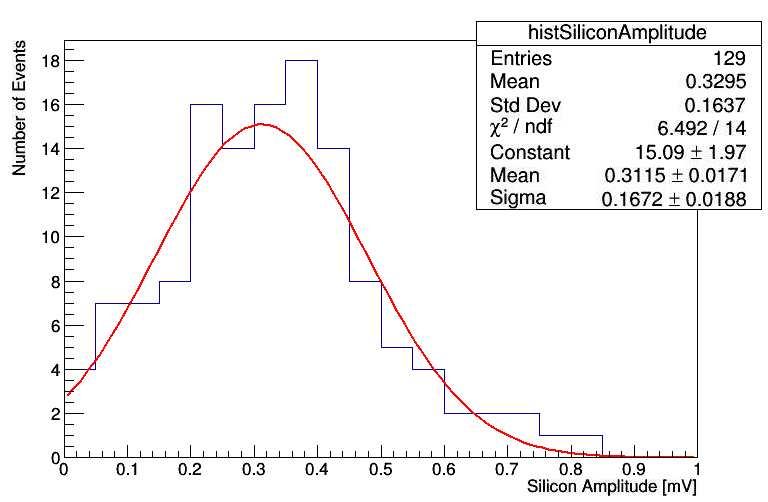 histSiliconAmplitude
Entries 129
Mean 0.3295
Std Dev 0.1637
χ² / ndf 6.492 / 14
Constant 15.09 ± 1.97
Mean 0.3115 ± 0.0171
Sigma 0.1672 ± 0.0188
Number of Events
18
16
14
12
10
8
6
4
2
0
0 0.1 0.2 0.3 0.4 0.5 0.6 0.7 0.8 0.9 1
Silicon Amplitude [mV]